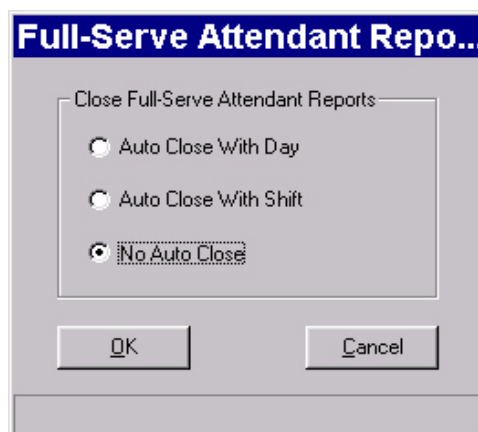 Full-Serve Attendant Repo...
Close Full-Serve Attendant Reports
Auto Close With Day
Auto Close With Shift
No Auto Close
OK
Cancel